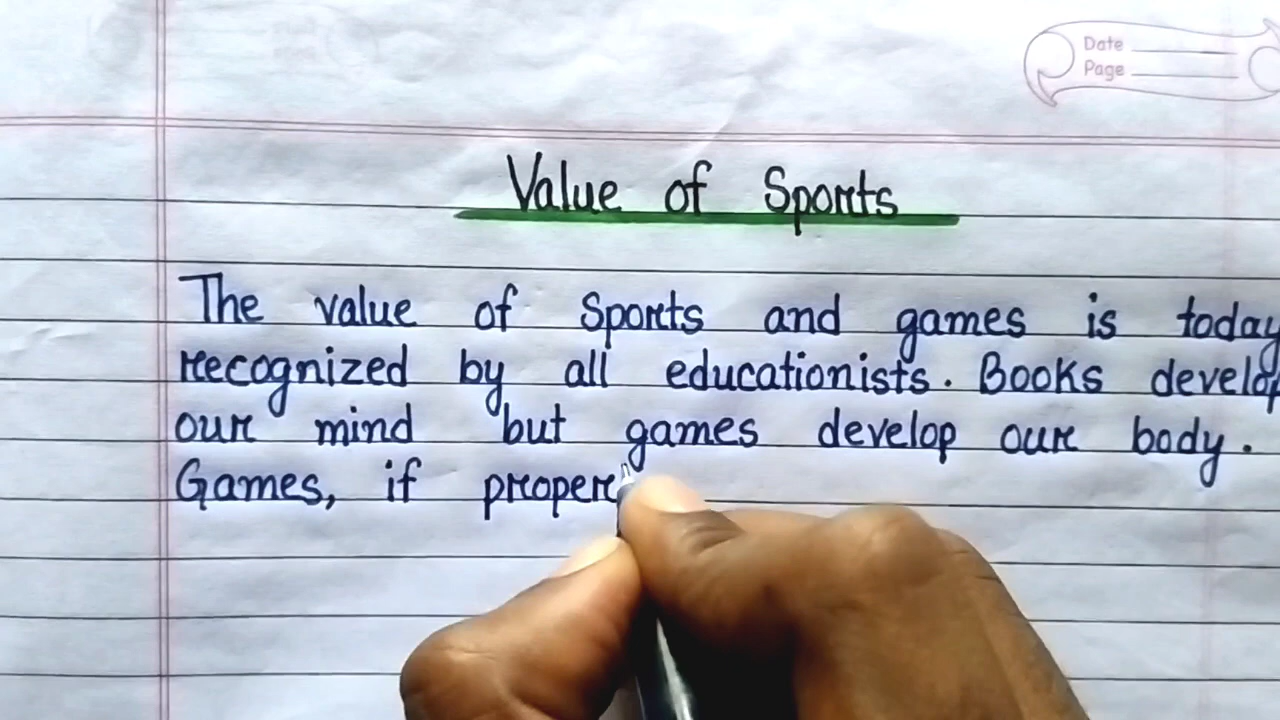 Date
Page
Value of Sports
The value of Sports and games is today
recognized by all educationists. Books develop
our mind but games develop our body.
Games, if proper